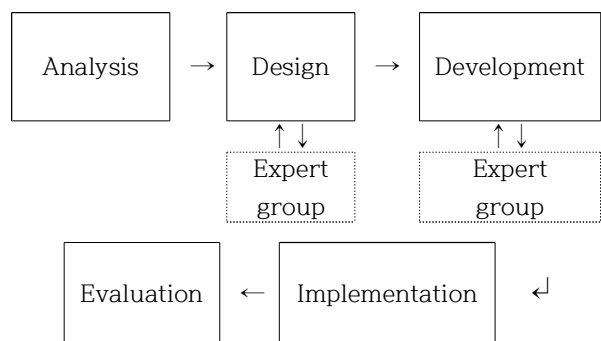 Analysis → Design → Development
↑ ↓ ↑ ↓
Expert
group
Expert
group
Evaluation ← Implementation ↲